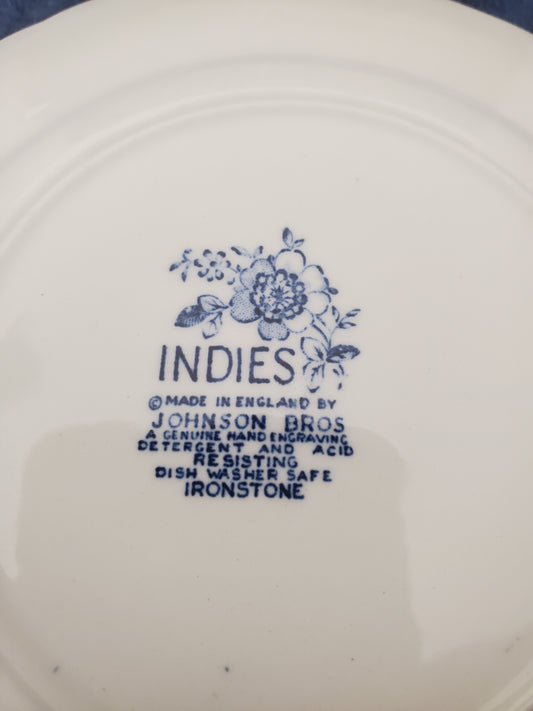 INDIES
© MADE IN ENGLAND BY
JOHNSON BROS
A GENUINE HAND ENGRAVING
DETERGENT AND ACID
RESISTING
DISH WASHER SAFE
IRONSTONE